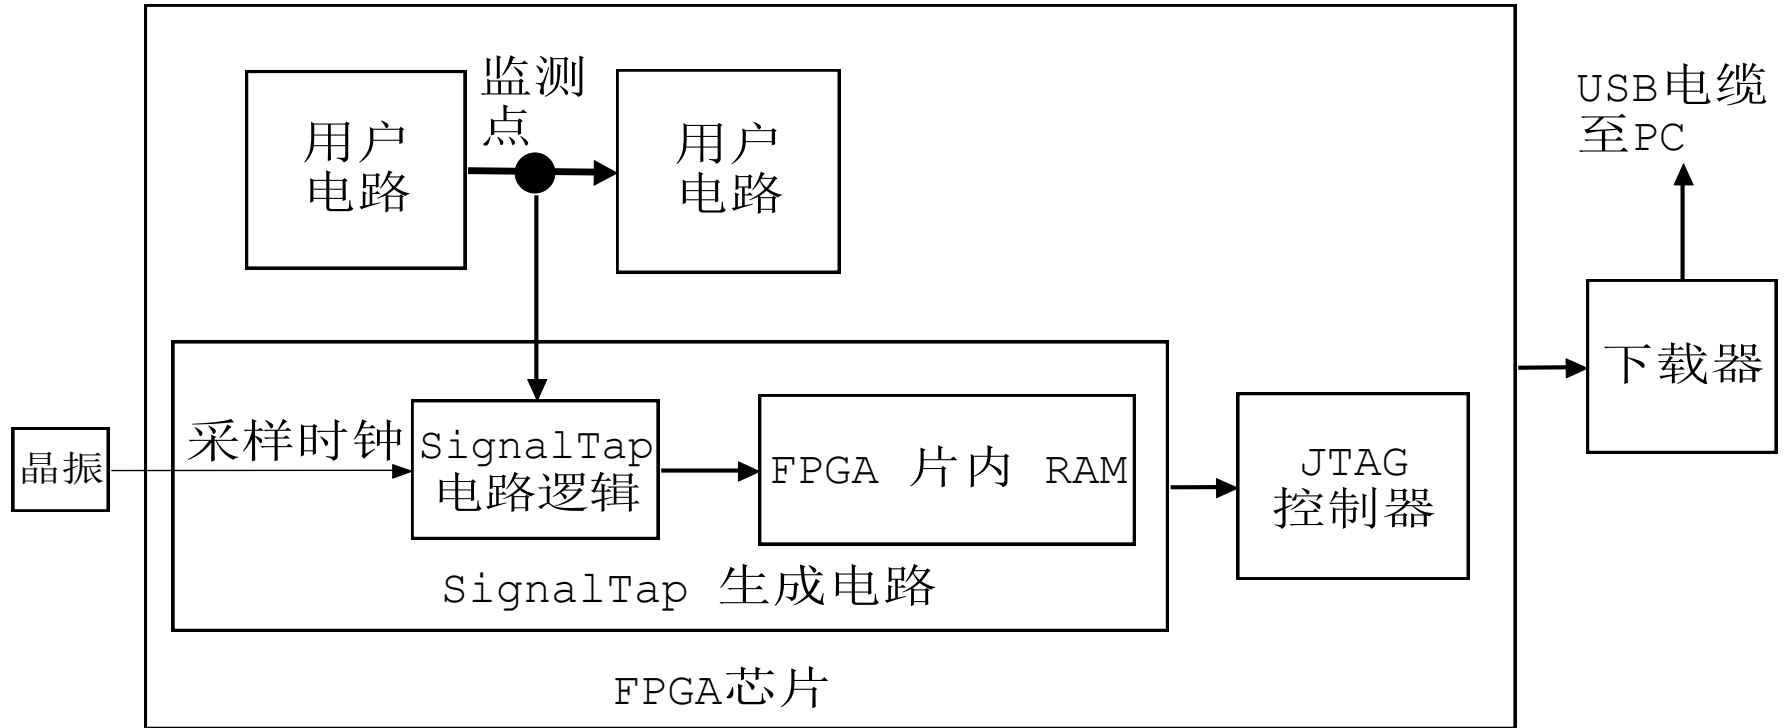 监测
点
用户
电路
用户
电路
USB电缆
至PC
下载器
晶振
采样时钟
SignalTap
电路逻辑
FPGA 片内 RAM
JTAG
控制器
SignalTap 生成电路
FPGA芯片